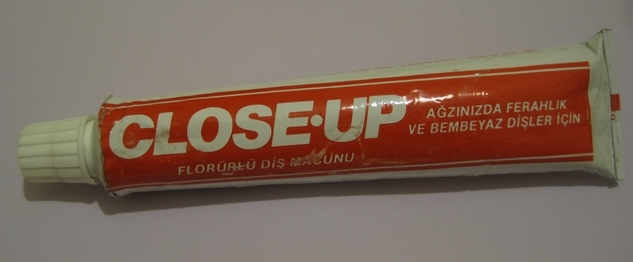 CLOSE·UP
FLORÜRLÜ DİŞ MACUNU
AĞZINIZDA FERAHLIK
VE BEMBEYAZ DİŞLER İÇİN